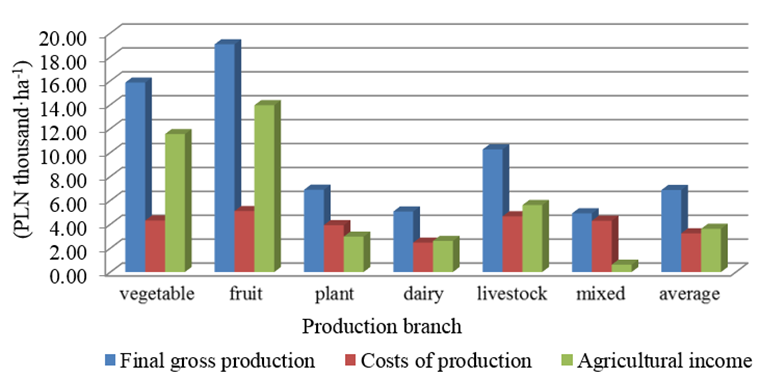 20.00
18.00
16.00
14.00
12.00
10.00
8.00
6.00
4.00
2.00
0.00
(PLN thousand·ha⁻¹)
vegetable fruit plant dairy livestock mixed average
Production branch
Final gross production Costs of production Agricultural income